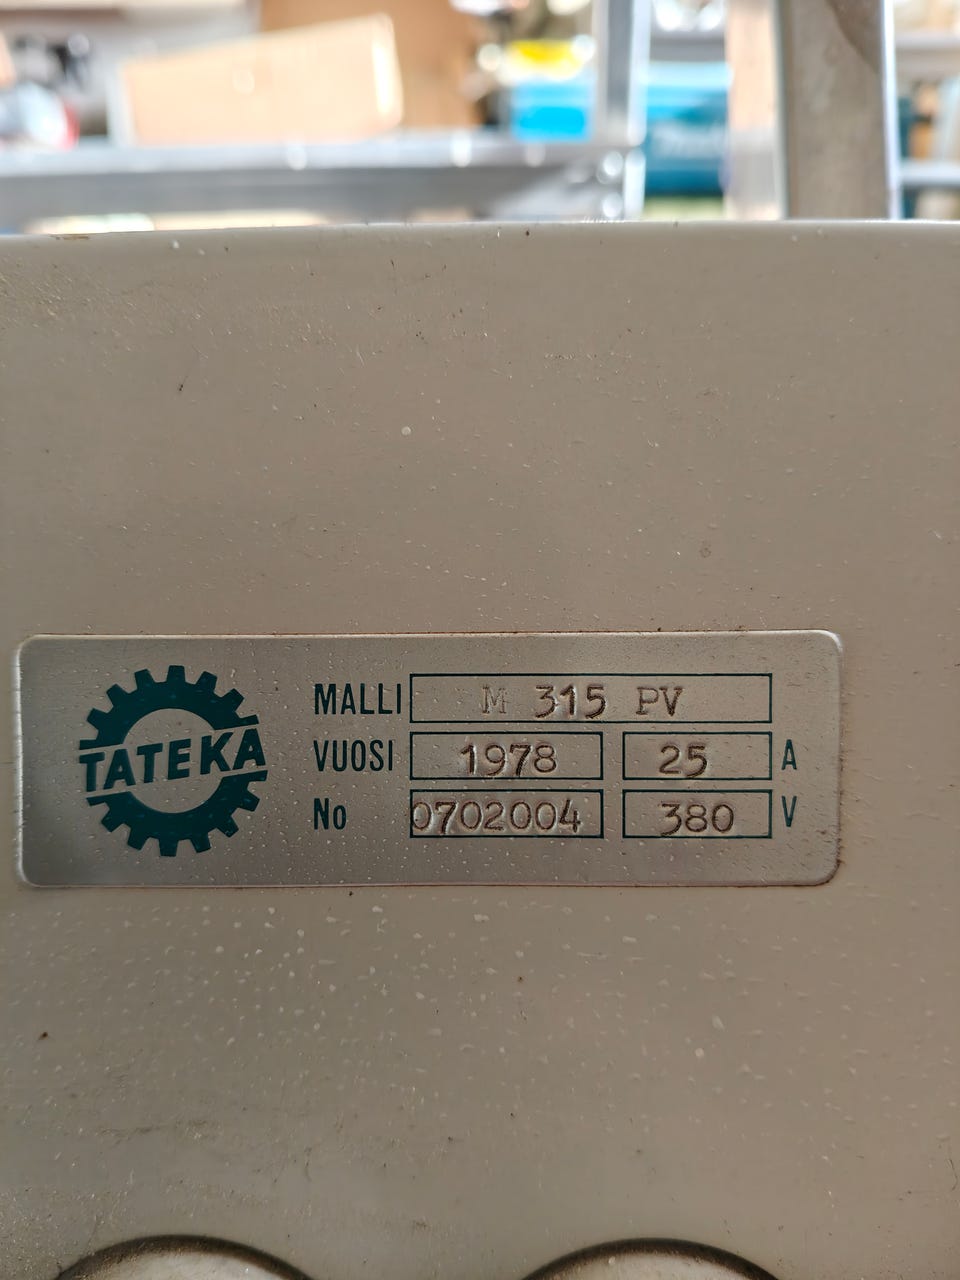 TATEKA
MALLI M 315 PV
VUOSI 1978 25 A
No 0702004 380 V